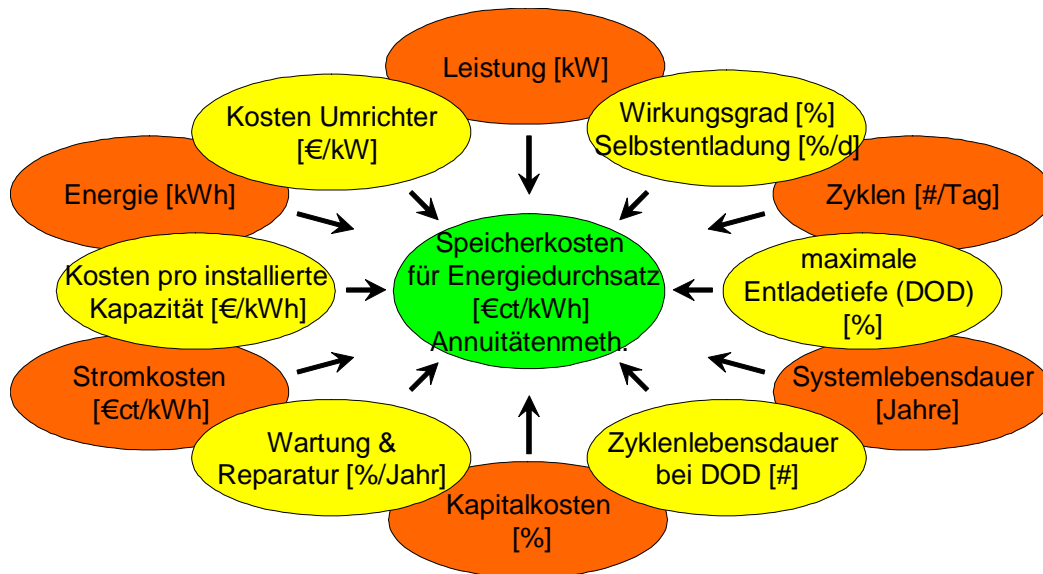 Leistung [kW]
Kosten Umrichter
[€/kW]
Wirkungsgrad [%]
Selbstentladung [%/d]
Energie [kWh]
Zyklen [#/Tag]
Speicherkosten
für Energiedurchsatz
[€ct/kWh]
Annuitätenmeth.
Kosten pro installierte
Kapazität [€/kWh]
maximale
Entladetiefe (DOD)
[%]
Stromkosten
[€ct/kWh]
Systemlebensdauer
[Jahre]
Wartung &
Reparatur [%/Jahr]
Zyklenlebensdauer
bei DOD [#]
Kapitalkosten
[%]